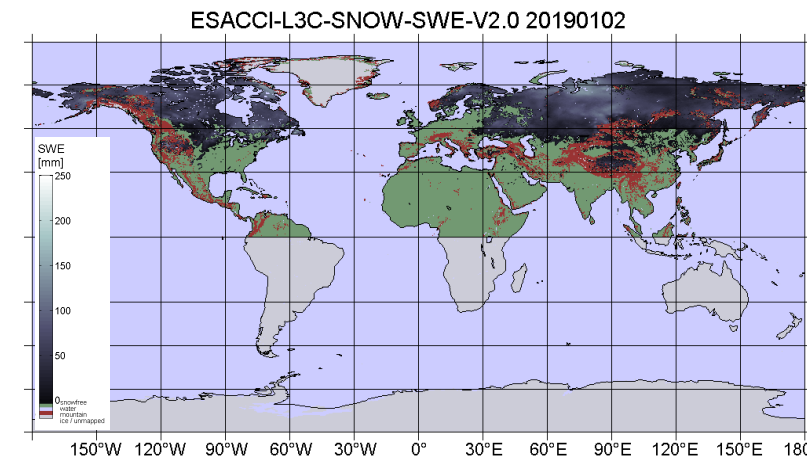 ESACCI-L3C-SNOW-SWE-V2.0 20190102
SWE
[mm]
250
200
150
100
50
0
snowfree
water
mountain
ice / unmapped
150°W 120°W 90°W 60°W 30°W 0° 30°E 60°E 90°E 120°E 150°E 180